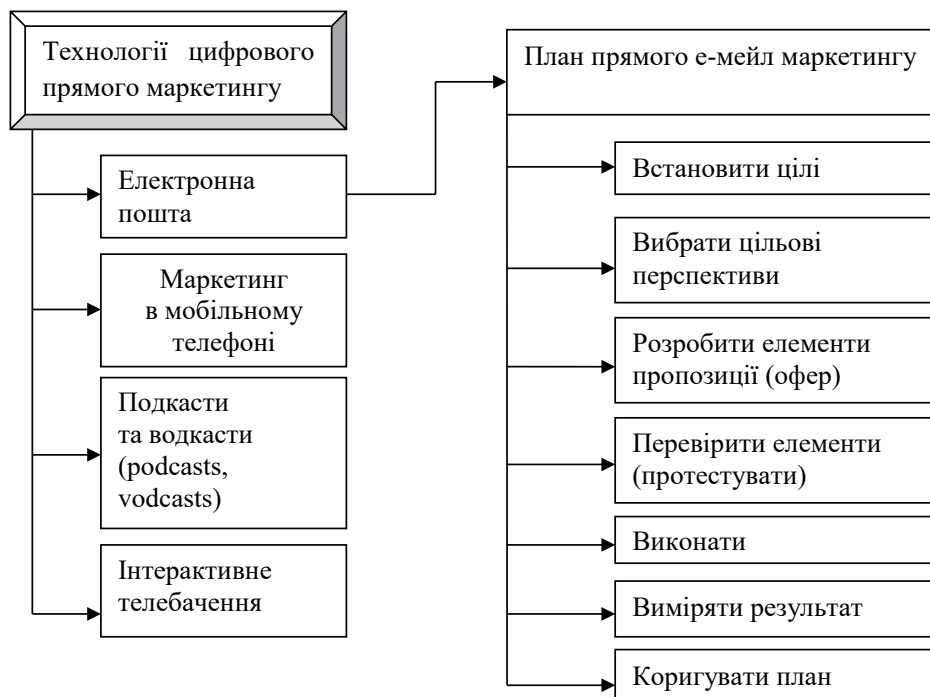 Технології цифрового
прямого маркетингу
Електронна
пошта
Маркетинг
в мобільному
телефоні
Подкасти
та водкасти
(podcasts,
vodcasts)
Інтерактивне
телебачення
План прямого е-мейл маркетингу
Встановити цілі
Вибрати цільові
перспективи
Розробити елементи
пропозиції (офер)
Перевірити елементи
(протестувати)
Виконати
Виміряти результат
Коригувати план